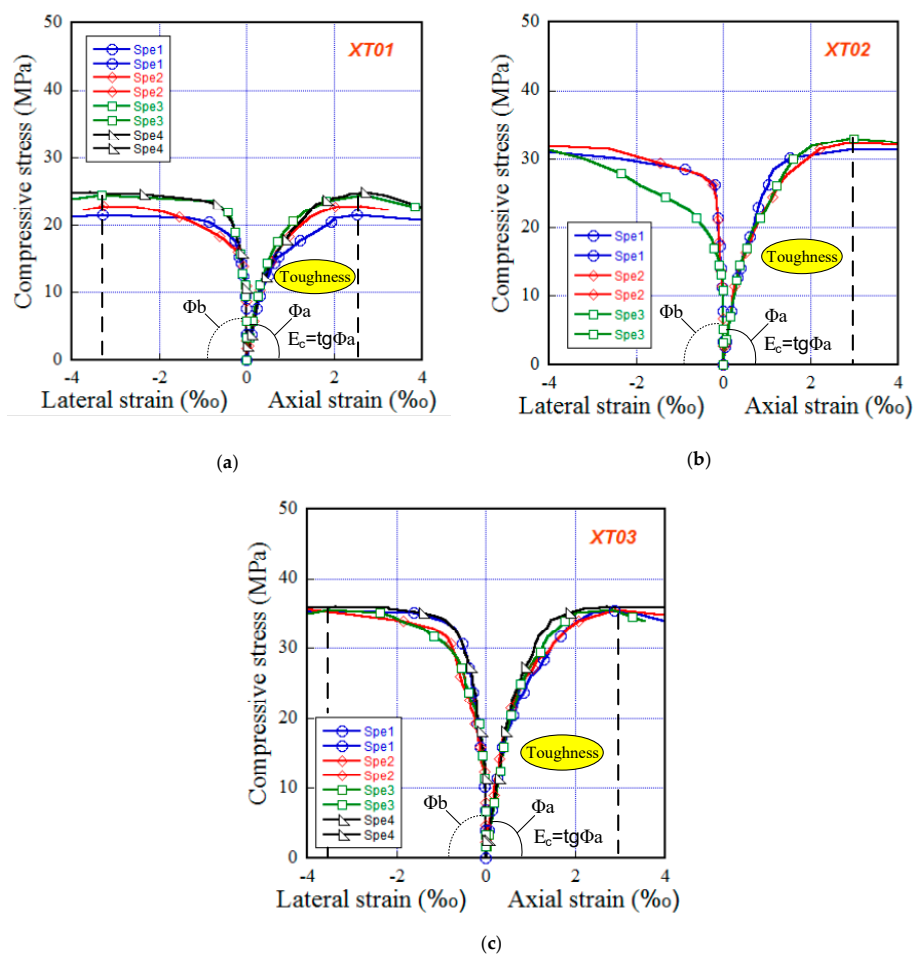 XT01
Spe1
Spe1
Spe2
Spe2
Spe3
Spe3
Spe4
Spe4
Compressive stress (MPa)
50
40
30
20
10
0
Toughness
Φb
Φa
E_c=tgΦa
-4 -2 0 2 4
Lateral strain (‰) Axial strain (‰)
(a)
XT02
Compressive stress (MPa)
50
40
30
20
10
0
Spe1
Spe1
Spe2
Spe2
Spe3
Spe3
Toughness
Φb
Φa
E_c=tgΦa
-4 -2 0 2 4
Lateral strain (‰) Axial strain (‰)
(b)
XT03
Compressive stress (MPa)
50
40
30
20
10
0
Spe1
Spe1
Spe2
Spe2
Spe3
Spe3
Spe4
Spe4
Toughness
Φb
Φa
E_c=tgΦa
-4 -2 0 2 4
Lateral strain (‰) Axial strain (‰)
(c)